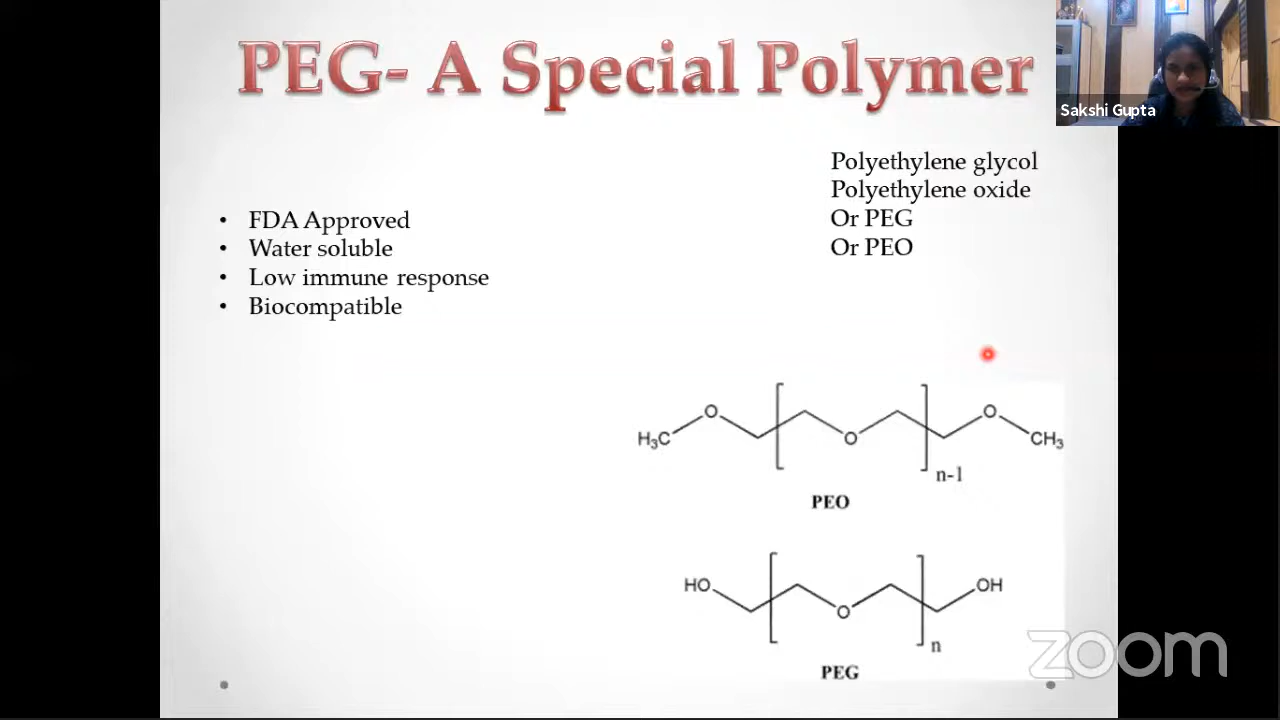 PEG- A Special Polymer
Sakshi Gupta
Polyethylene glycol
Polyethylene oxide
Or PEG
Or PEO
• FDA Approved
• Water soluble
• Low immune response
• Biocompatible
H₃C O O O CH₃
n-1
PEO
HO O OH
n
PEG
zoom